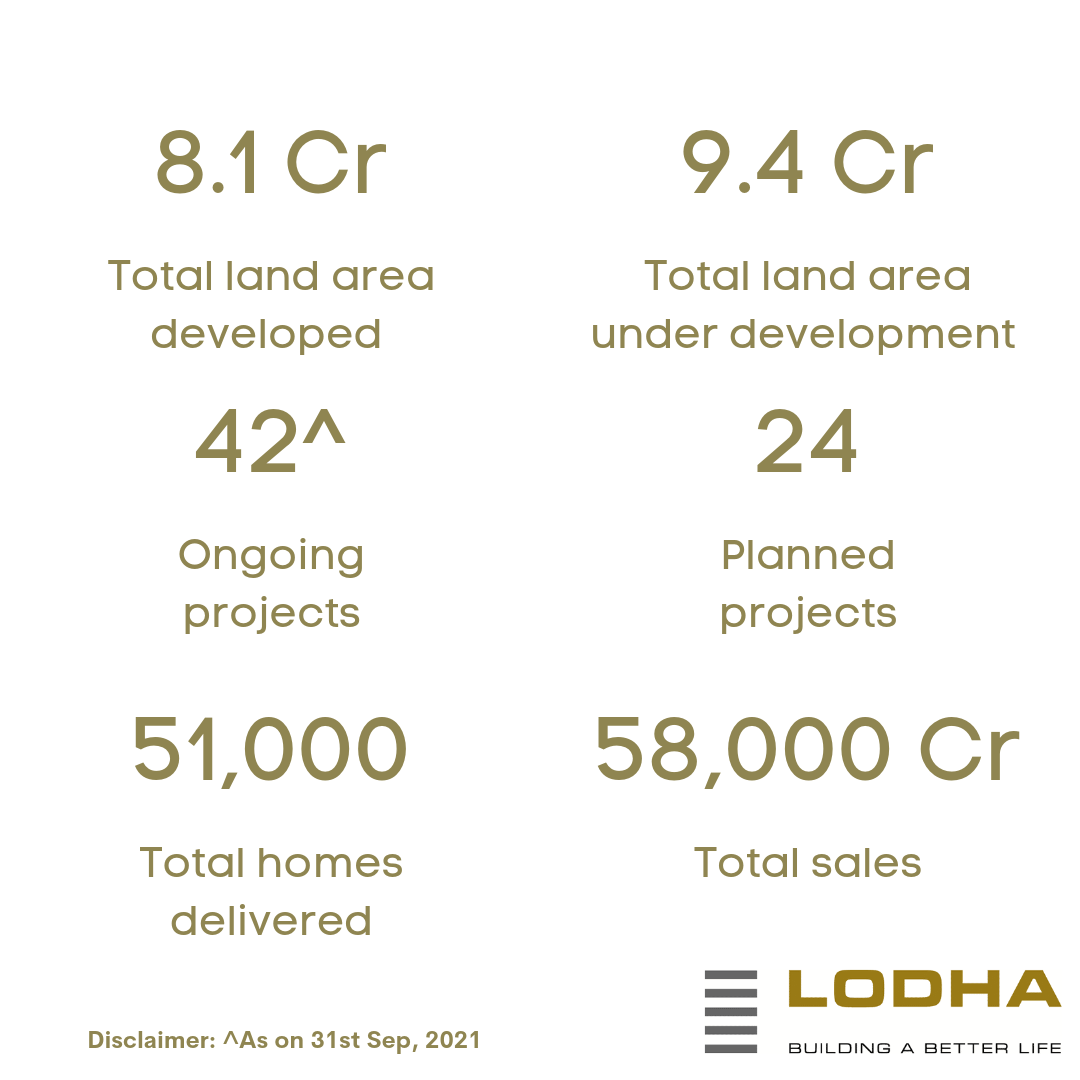 8.1 Cr
Total land area
developed
9.4 Cr
Total land area
under development
42^
Ongoing
projects
24
Planned
projects
51,000
Total homes
delivered
58,000 Cr
Total sales
Disclaimer: ^As on 31st Sep, 2021
LODHA
BUILDING A BETTER LIFE